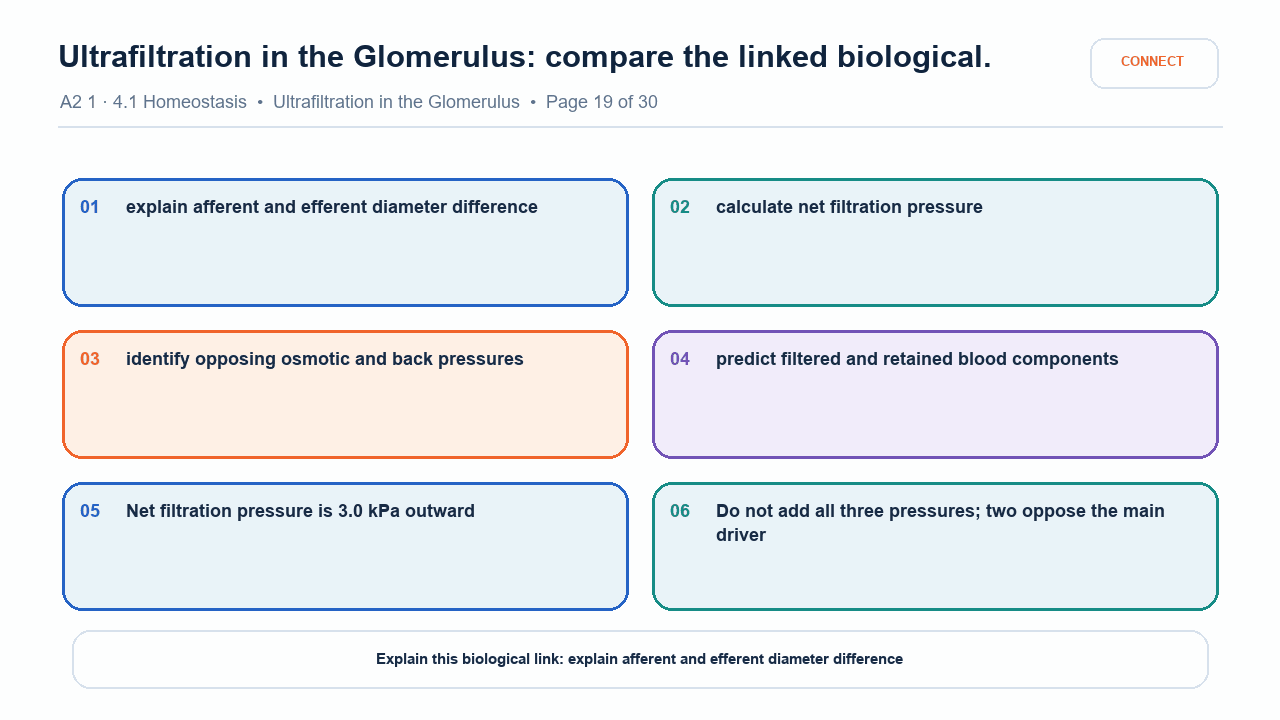 Ultrafiltration in the Glomerulus: compare the linked biological.
CONNECT
A2 1 · 4.1 Homeostasis • Ultrafiltration in the Glomerulus • Page 19 of 30
01 explain afferent and efferent diameter difference
02 calculate net filtration pressure
03 identify opposing osmotic and back pressures
04 predict filtered and retained blood components
05 Net filtration pressure is 3.0 kPa outward
06 Do not add all three pressures; two oppose the main
driver
Explain this biological link: explain afferent and efferent diameter difference